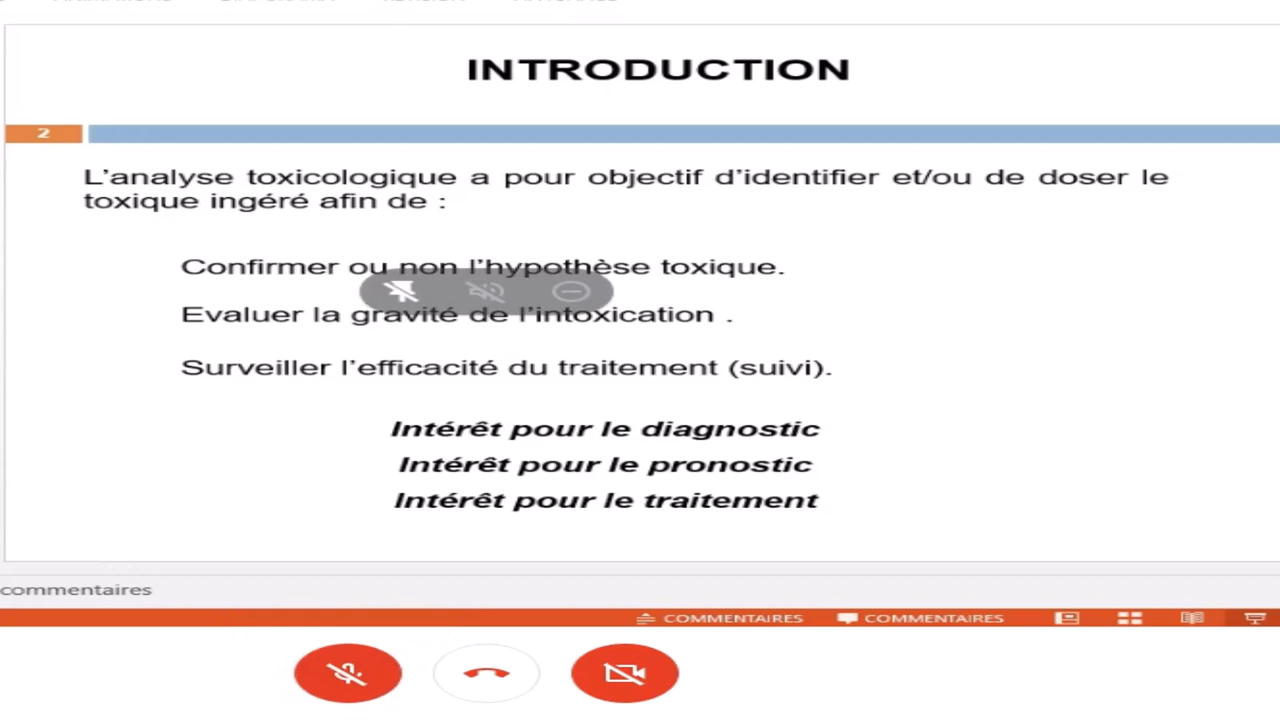 INTRODUCTION
2
L’analyse toxicologique a pour objectif d’identifier et/ou de doser le
toxique ingéré afin de :
Confirmer ou non l’hypothèse toxique.
Evaluer la gravité de l’intoxication .
Surveiller l’efficacité du traitement (suivi).
Intérêt pour le diagnostic
Intérêt pour le pronostic
Intérêt pour le traitement
commentaires
COMMENTAIRES COMMENTAIRES